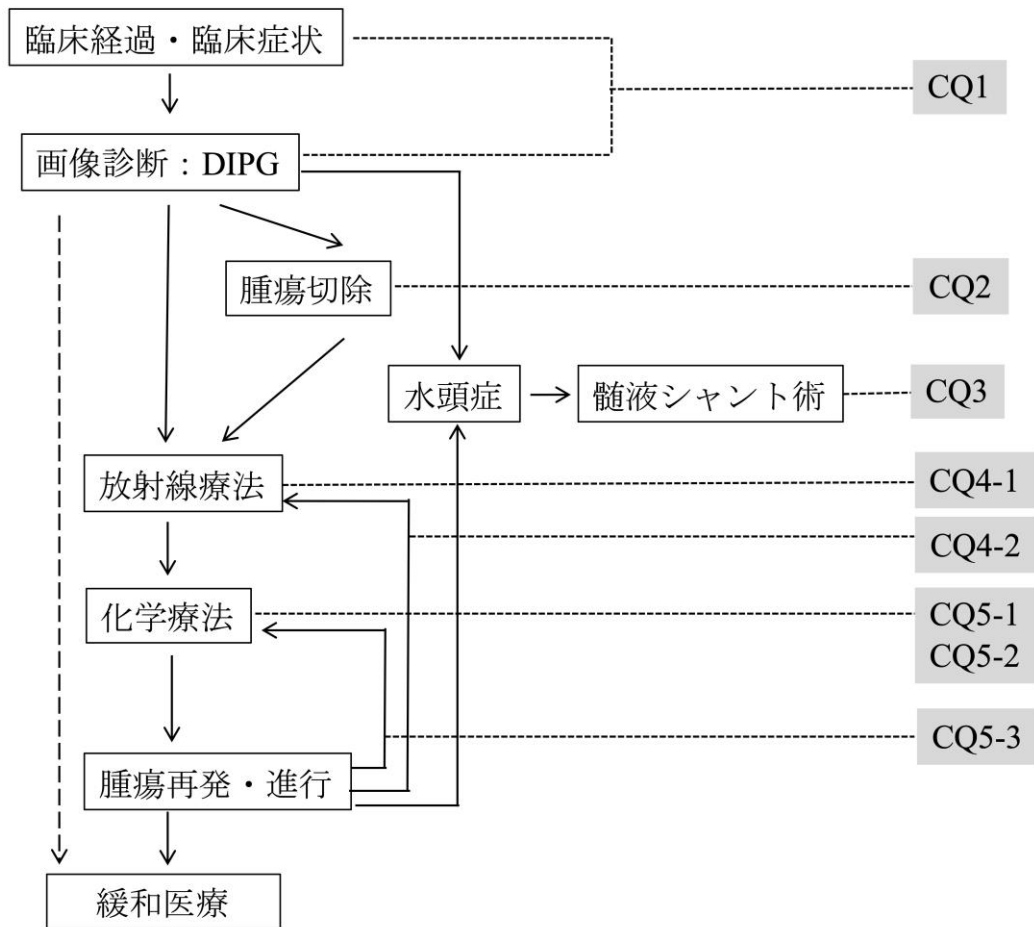 臨床経過・臨床症状
CQ1
画像診断：DIPG
腫瘍切除
CQ2
水頭症
髄液シャント術
CQ3
放射線療法
CQ4-1
CQ4-2
化学療法
CQ5-1
CQ5-2
CQ5-3
腫瘍再発・進行
緩和医療